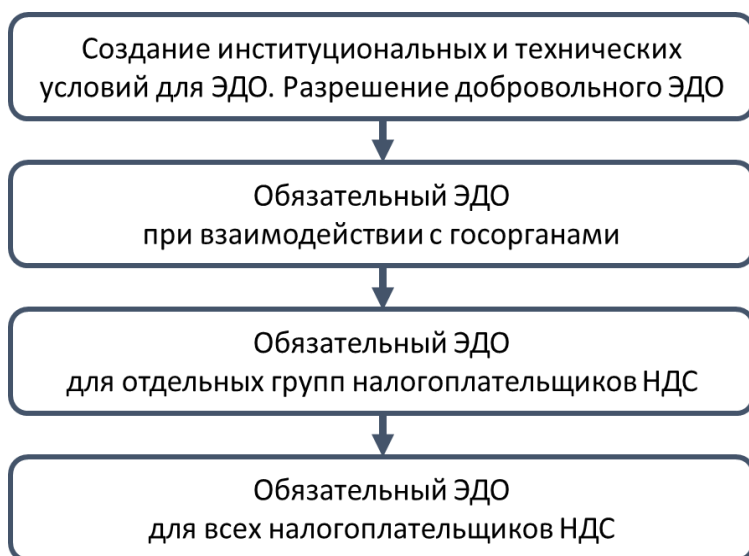 Создание институциональных и технических
условий для ЭДО. Разрешение добровольного ЭДО
Обязательный ЭДО
при взаимодействии с госорганами
Обязательный ЭДО
для отдельных групп налогоплательщиков НДС
Обязательный ЭДО
для всех налогоплательщиков НДС